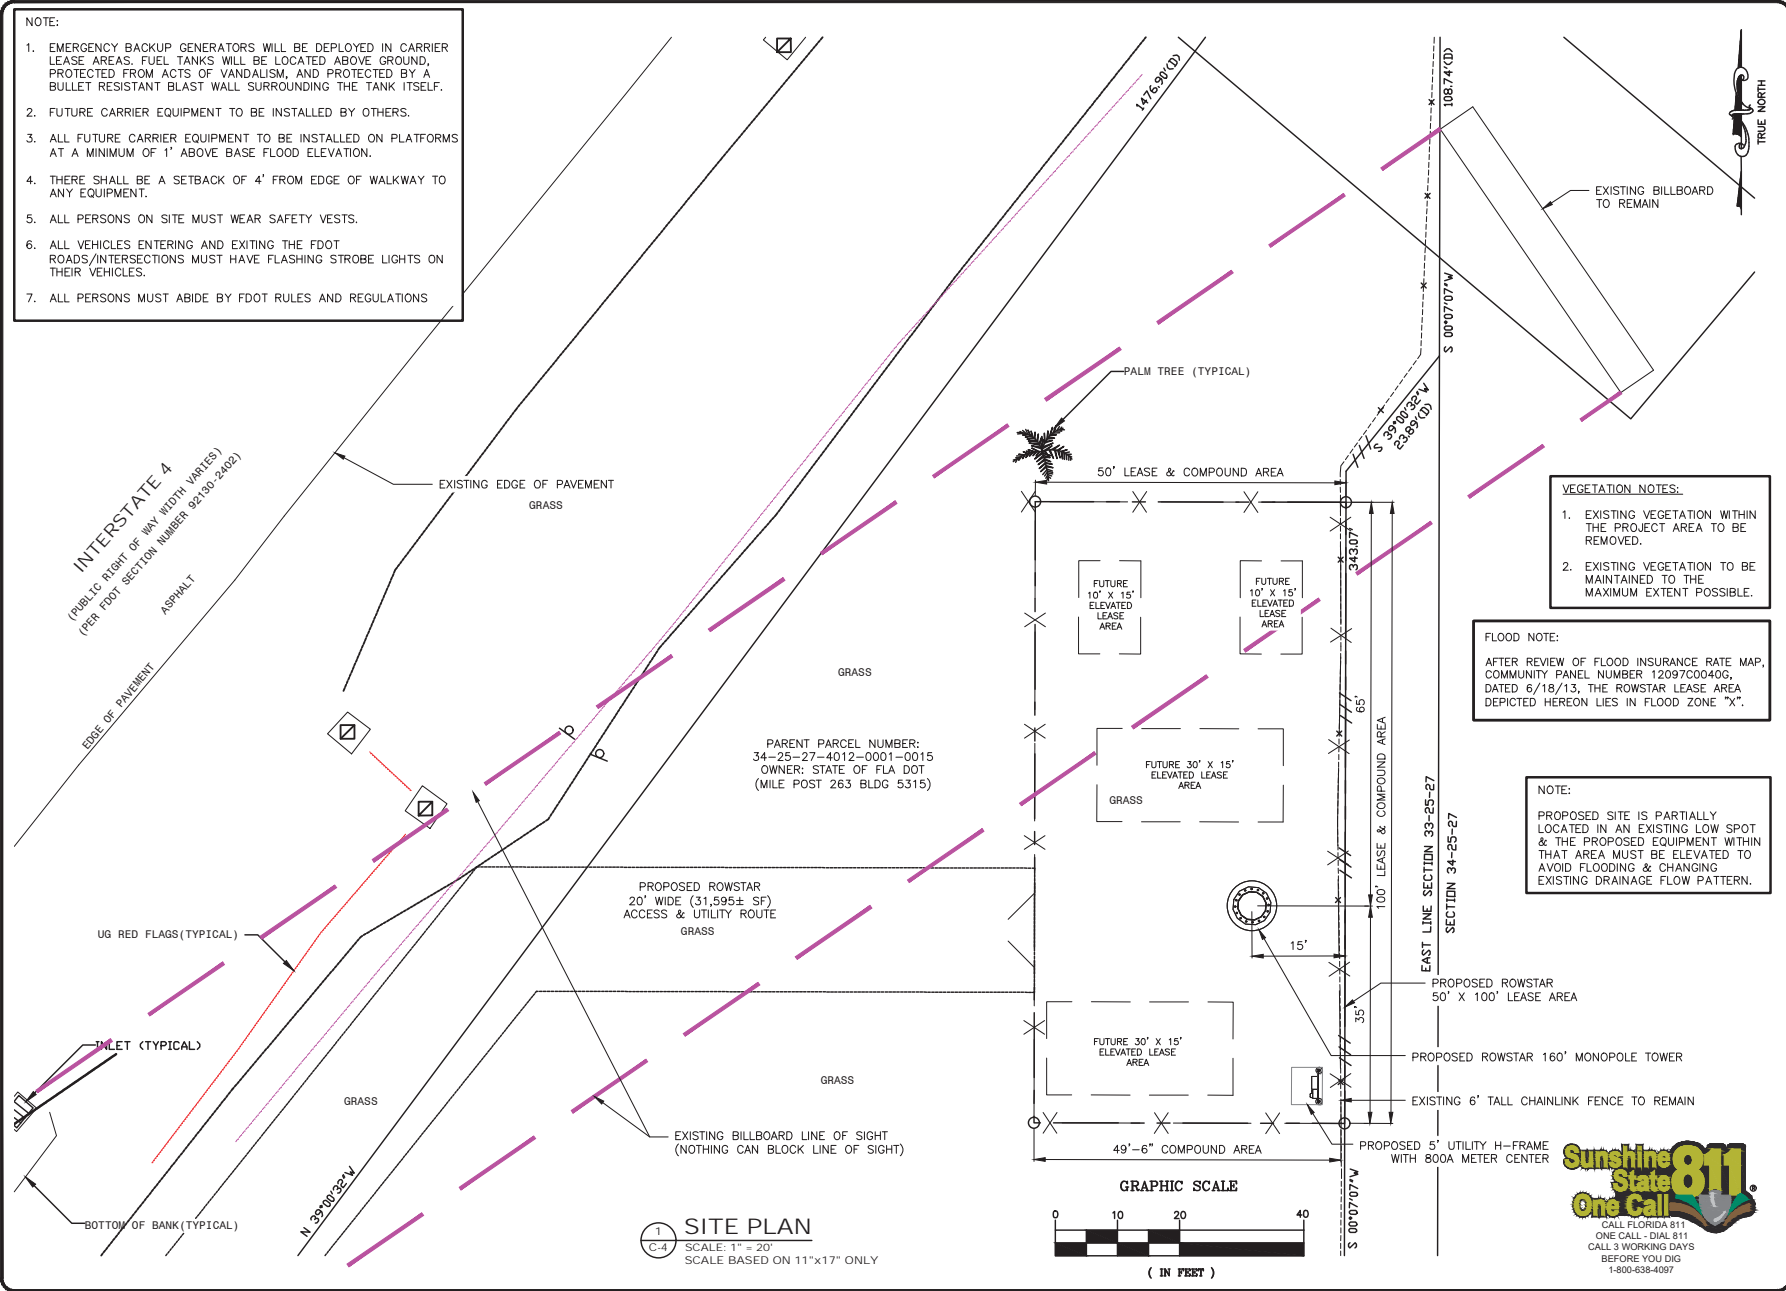 NOTE:
1. EMERGENCY BACKUP GENERATORS WILL BE DEPLOYED IN CARRIER
LEASE AREAS. FUEL TANKS WILL BE LOCATED ABOVE GROUND,
PROTECTED FROM ACTS OF VANDALISM, AND PROTECTED BY A
BULLET RESISTANT BLAST WALL SURROUNDING THE TANK ITSELF.
2. FUTURE CARRIER EQUIPMENT TO BE INSTALLED BY OTHERS.
3. ALL FUTURE CARRIER EQUIPMENT TO BE INSTALLED ON PLATFORMS
AT A MINIMUM OF 1' ABOVE BASE FLOOD ELEVATION.
4. THERE SHALL BE A SETBACK OF 4' FROM EDGE OF WALKWAY TO
ANY EQUIPMENT.
5. ALL PERSONS ON SITE MUST WEAR SAFETY VESTS.
6. ALL VEHICLES ENTERING AND EXITING THE FDOT
ROADS/INTERSECTIONS MUST HAVE FLASHING STROBE LIGHTS ON
THEIR VEHICLES.
7. ALL PERSONS MUST ABIDE BY FDOT RULES AND REGULATIONS
1476.90'(D)
108.74'(D)
TRUE NORTH
EXISTING BILLBOARD
TO REMAIN
S 00°07'07"W
PALM TREE (TYPICAL)
S 39°00'32"W
23.89'(D)
INTERSTATE 4
(PUBLIC RIGHT OF WAY WIDTH VARIES)
(PER FDOT SECTION NUMBER 92130-2402)
ASPHALT
EDGE OF PAVEMENT
EXISTING EDGE OF PAVEMENT
GRASS
50' LEASE & COMPOUND AREA
343.07'
FUTURE
10' X 15'
ELEVATED
LEASE
AREA
FUTURE
10' X 15'
ELEVATED
LEASE
AREA
VEGETATION NOTES:
1. EXISTING VEGETATION WITHIN
THE PROJECT AREA TO BE
REMOVED.
2. EXISTING VEGETATION TO BE
MAINTAINED TO THE
MAXIMUM EXTENT POSSIBLE.
FLOOD NOTE:
AFTER REVIEW OF FLOOD INSURANCE RATE MAP,
COMMUNITY PANEL NUMBER 12097C0040G,
DATED 6/18/13, THE ROWSTAR LEASE AREA
DEPICTED HEREON LIES IN FLOOD ZONE "X".
GRASS
65'
100' LEASE & COMPOUND AREA
PARENT PARCEL NUMBER:
34-25-27-4012-0001-0015
OWNER: STATE OF FLA DOT
(MILE POST 263 BLDG 5315)
FUTURE 30' X 15'
ELEVATED LEASE
AREA
GRASS
EAST LINE SECTION 33-25-27
SECTION 34-25-27
NOTE:
PROPOSED SITE IS PARTIALLY
LOCATED IN AN EXISTING LOW SPOT
& THE PROPOSED EQUIPMENT WITHIN
THAT AREA MUST BE ELEVATED TO
AVOID FLOODING & CHANGING
EXISTING DRAINAGE FLOW PATTERN.
PROPOSED ROWSTAR
20' WIDE (31,595± SF)
ACCESS & UTILITY ROUTE
GRASS
UG RED FLAGS(TYPICAL)
15'
35'
PROPOSED ROWSTAR
50' X 100' LEASE AREA
INLET (TYPICAL)
FUTURE 30' X 15'
ELEVATED LEASE
AREA
PROPOSED ROWSTAR 160' MONOPOLE TOWER
GRASS
GRASS
EXISTING 6' TALL CHAINLINK FENCE TO REMAIN
EXISTING BILLBOARD LINE OF SIGHT
(NOTHING CAN BLOCK LINE OF SIGHT)
49'-6" COMPOUND AREA
PROPOSED 5' UTILITY H-FRAME
WITH 800A METER CENTER
N 39°00'32"W
S 00°07'07"W
BOTTOM OF BANK(TYPICAL)
1
C-4
SITE PLAN
SCALE: 1" = 20'
SCALE BASED ON 11"x17" ONLY
GRAPHIC SCALE
0 10 20 40
( IN FEET )
Sunshine 811
State
One Call
®
CALL FLORIDA 811
ONE CALL - DIAL 811
CALL 3 WORKING DAYS
BEFORE YOU DIG
1-800-638-4097